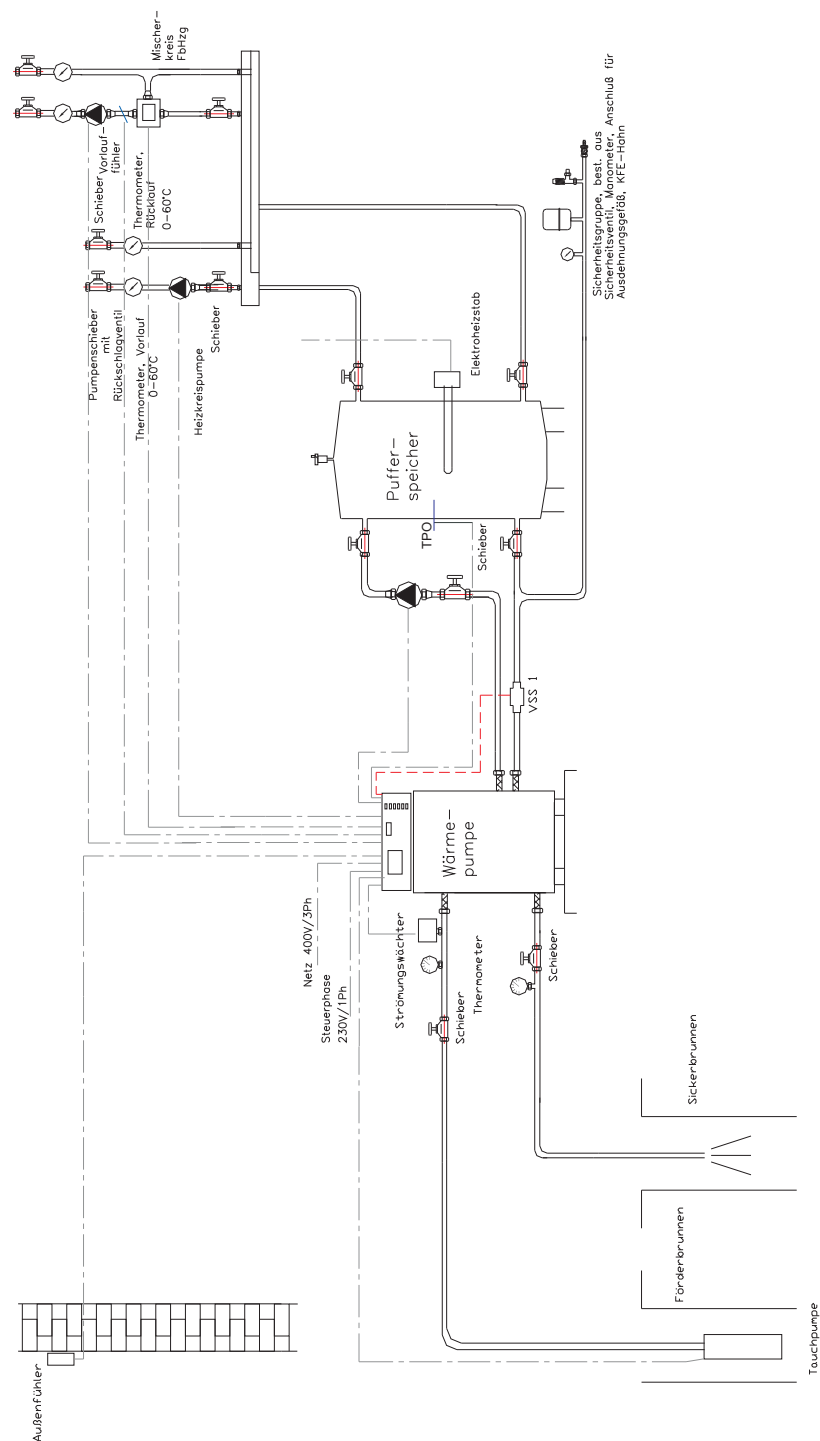 Außenfühler
Netz 400V/3Ph
Steuerphase
230V/1Ph
Strömungswächter
Thermometer
Schieber
Schieber
Förderbrunnen
Sickerbrunnen
Tauchpumpe
Wärme-
pumpe
VSS 1
Puffer-
speicher
TPO
Schieber
Elektroheizstab
Pumpenschieber
mit
Rückschlagventil
Thermometer, Vorlauf
0-60°C
Heizkreispumpe
Schieber
Schieber
Vorlauf-
fühler
Thermometer,
Rücklauf
0-60°C
Mischer-
kreis
FbHzg
Sicherheitsgruppe, best. aus
Sicherheitsventil, Manometer, Anschluß für
Ausdehnungsgefäß, KFE-Hahn